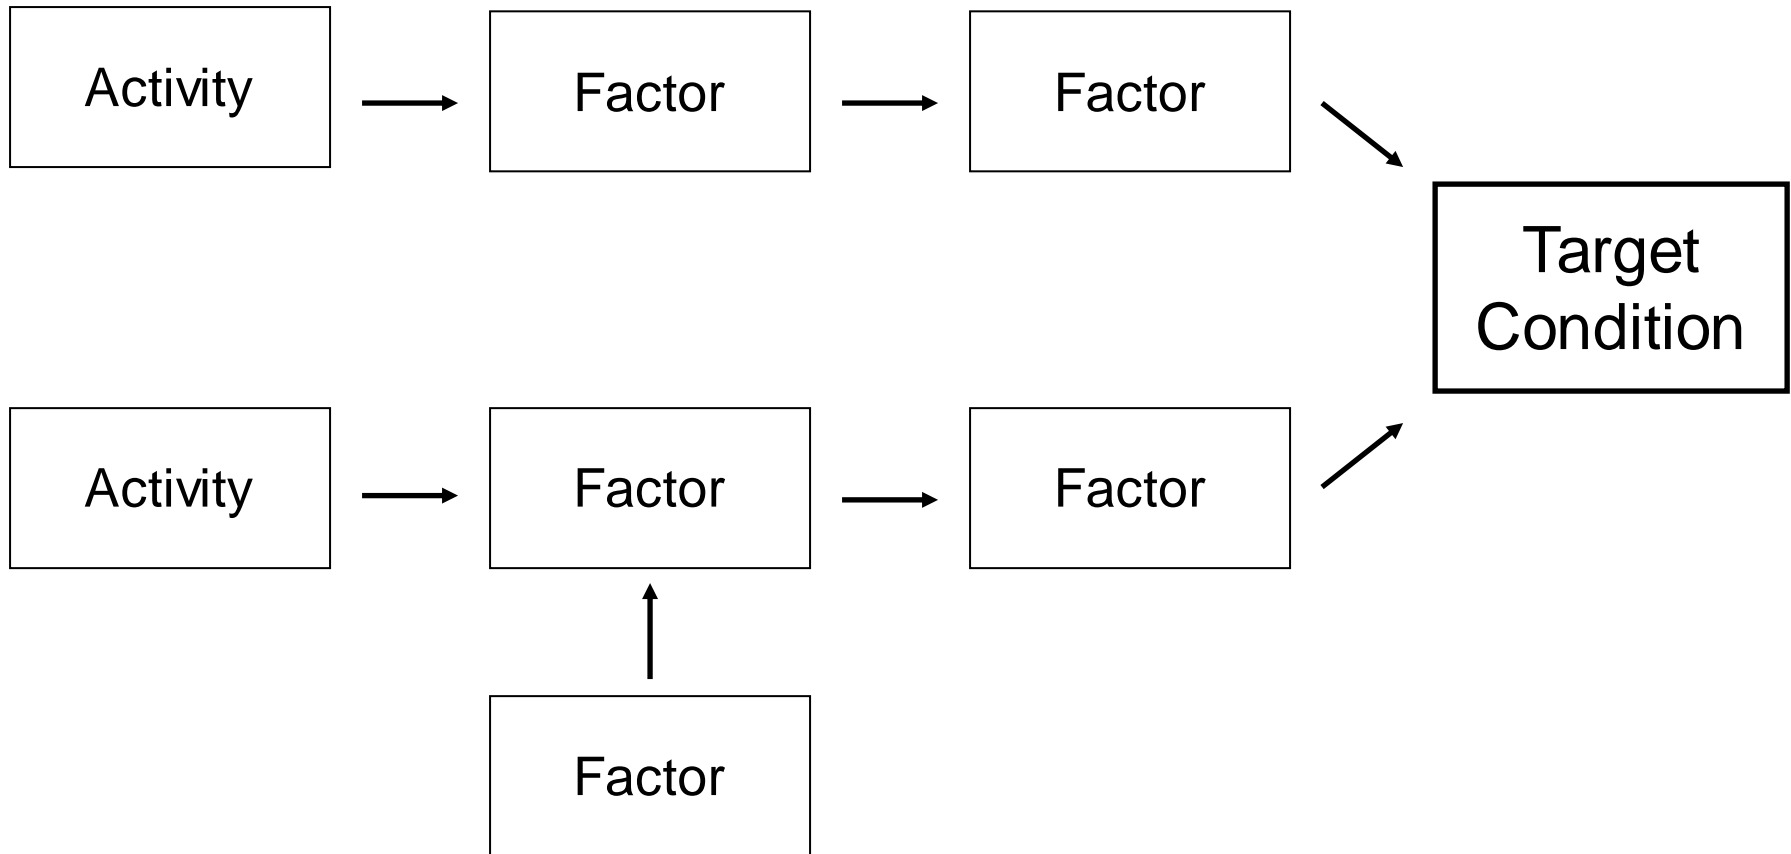 Activity
Factor
Factor
Target
Condition
Activity
Factor
Factor
Factor